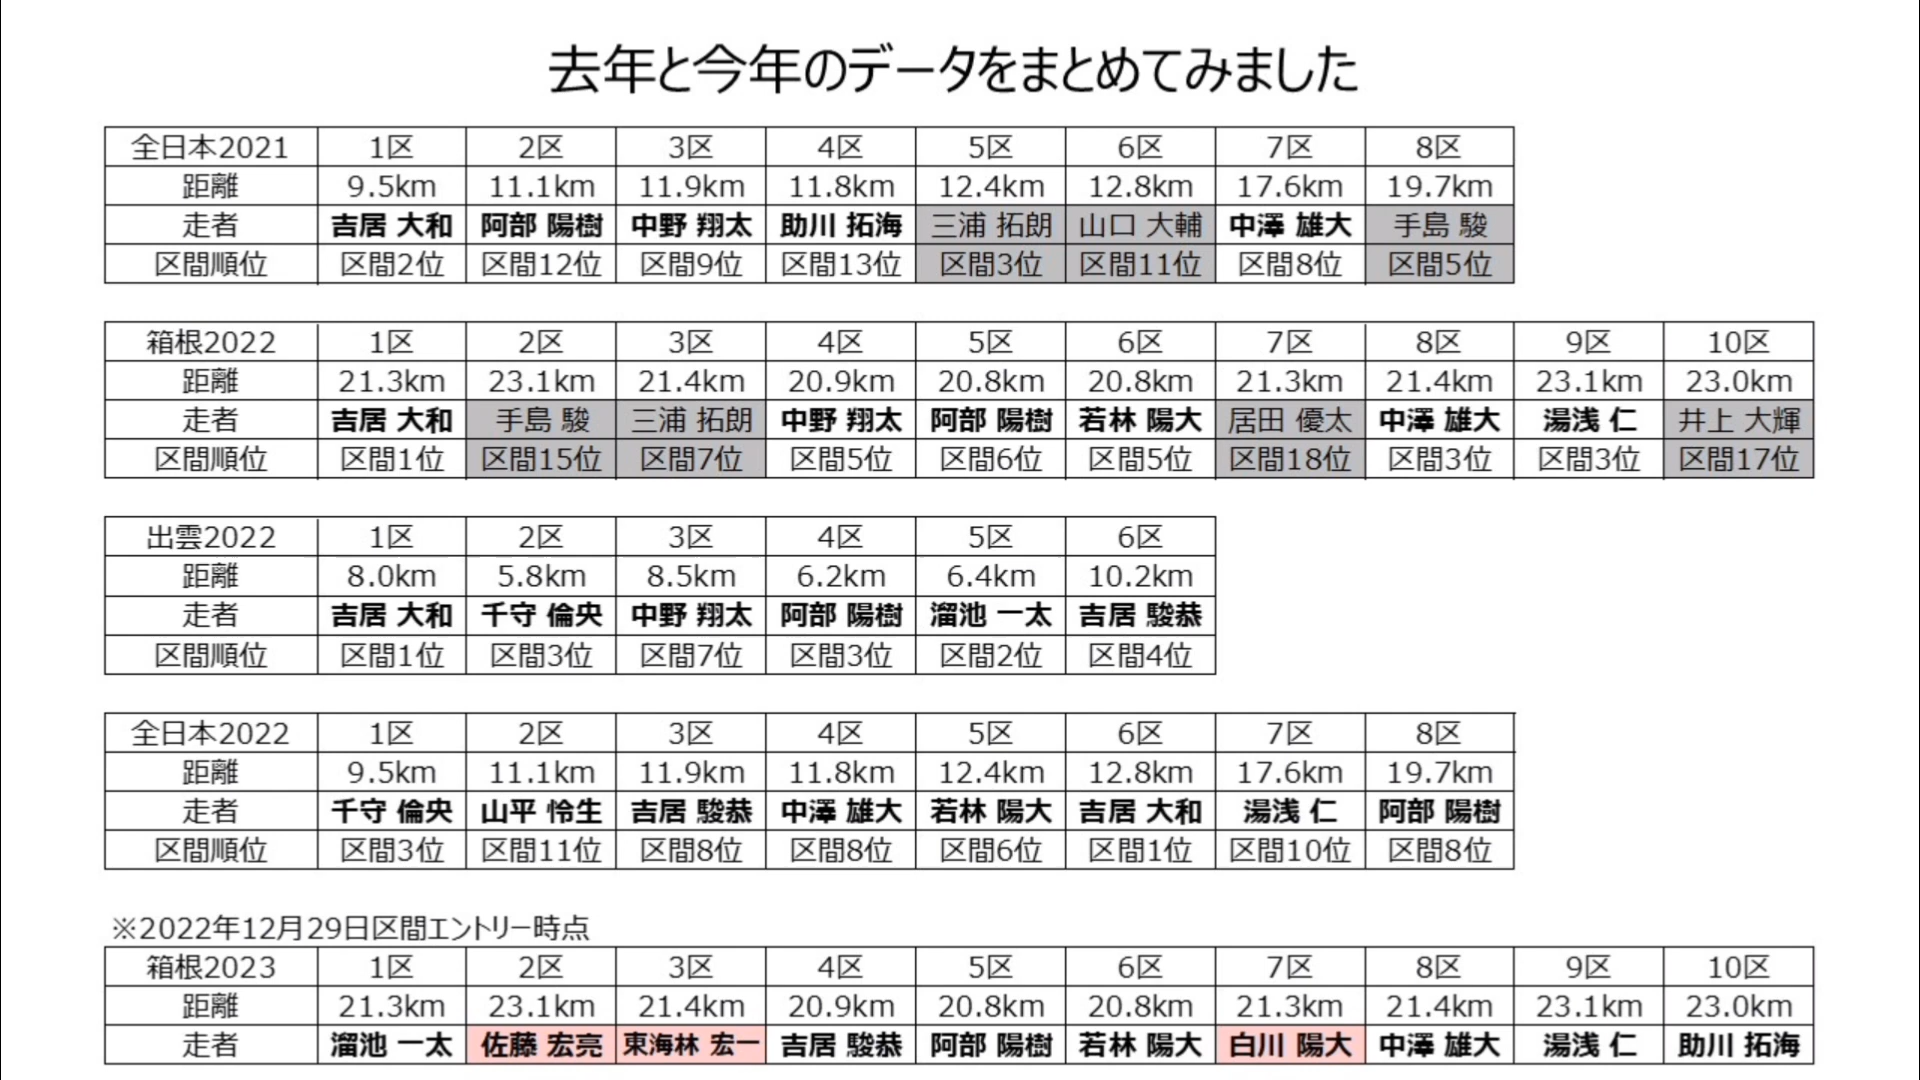 去年と今年のデータをまとめてみました
全日本2021 1区 2区 3区 4区 5区 6区 7区 8区
距離 9.5km 11.1km 11.9km 11.8km 12.4km 12.8km 17.6km 19.7km
走者 吉居 大和 阿部 陽樹 中野 翔太 助川 拓海 三浦 拓朗 山口 大輔 中澤 雄大 手島 駿
区間順位 区間2位 区間12位 区間9位 区間13位 区間3位 区間11位 区間8位 区間5位
箱根2022 1区 2区 3区 4区 5区 6区 7区 8区 9区 10区
距離 21.3km 23.1km 21.4km 20.9km 20.8km 20.8km 21.3km 21.4km 23.1km 23.0km
走者 吉居 大和 手島 駿 三浦 拓朗 中野 翔太 阿部 陽樹 若林 陽大 居田 優太 中澤 雄大 湯浅 仁 井上 大輝
区間順位 区間1位 区間15位 区間7位 区間5位 区間6位 区間5位 区間18位 区間3位 区間3位 区間17位
出雲2022 1区 2区 3区 4区 5区 6区
距離 8.0km 5.8km 8.5km 6.2km 6.4km 10.2km
走者 吉居 大和 千守 倫央 中野 翔太 阿部 陽樹 溜池 一太 吉居 駿恭
区間順位 区間1位 区間3位 区間7位 区間3位 区間2位 区間4位
全日本2022 1区 2区 3区 4区 5区 6区 7区 8区
距離 9.5km 11.1km 11.9km 11.8km 12.4km 12.8km 17.6km 19.7km
走者 千守 倫央 山平 怜生 吉居 駿恭 中澤 雄大 若林 陽大 吉居 大和 湯浅 仁 阿部 陽樹
区間順位 区間3位 区間11位 区間8位 区間8位 区間6位 区間1位 区間10位 区間8位
※2022年12月29日区間エントリー時点
箱根2023 1区 2区 3区 4区 5区 6区 7区 8区 9区 10区
距離 21.3km 23.1km 21.4km 20.9km 20.8km 20.8km 21.3km 21.4km 23.1km 23.0km
走者 溜池 一太 佐藤 宏亮 東海林 宏一 吉居 駿恭 阿部 陽樹 若林 陽大 白川 陽大 中澤 雄大 湯浅 仁 助川 拓海